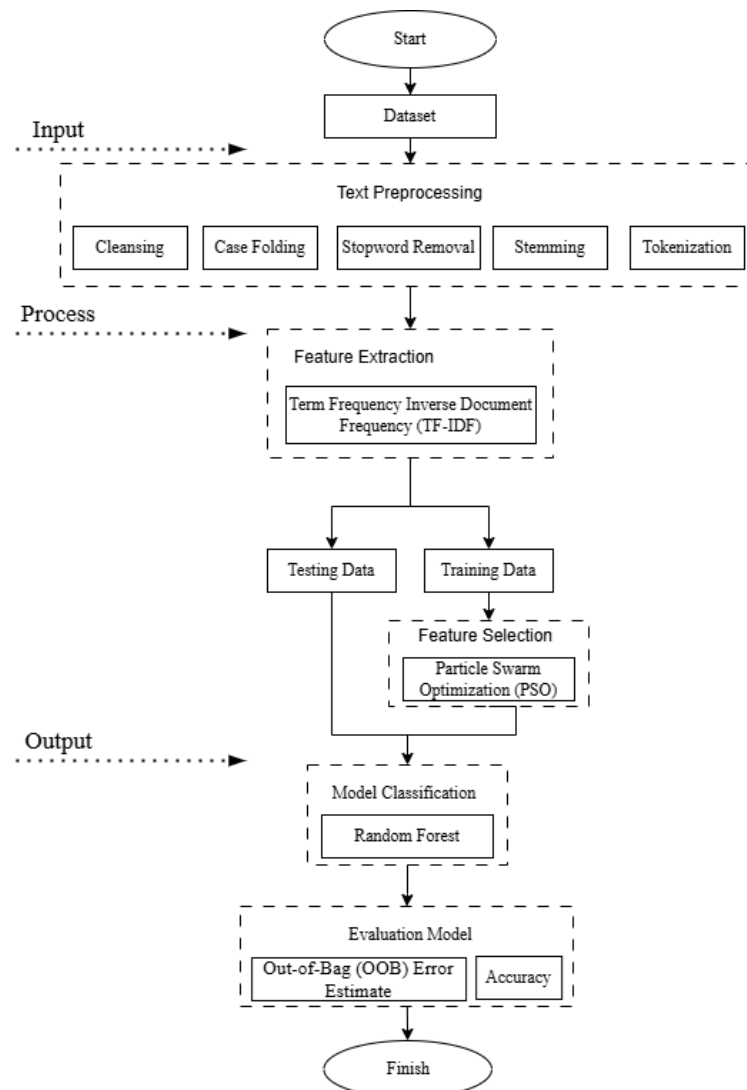 Start
Dataset
Input
Text Preprocessing
Cleansing
Case Folding
Stopword Removal
Stemming
Tokenization
Process
Feature Extraction
Term Frequency Inverse Document
Frequency (TF-IDF)
Testing Data
Training Data
Feature Selection
Particle Swarm
Optimization (PSO)
Output
Model Classification
Random Forest
Evaluation Model
Out-of-Bag (OOB) Error
Estimate
Accuracy
Finish